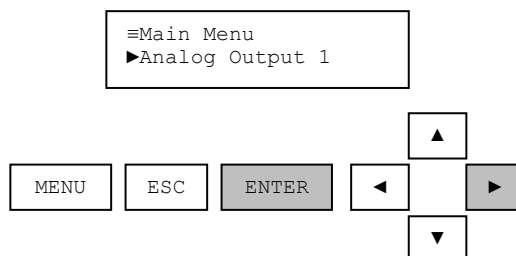 ≡Main Menu
►Analog Output 1
▲
MENU ESC ENTER ◄ ►
▼